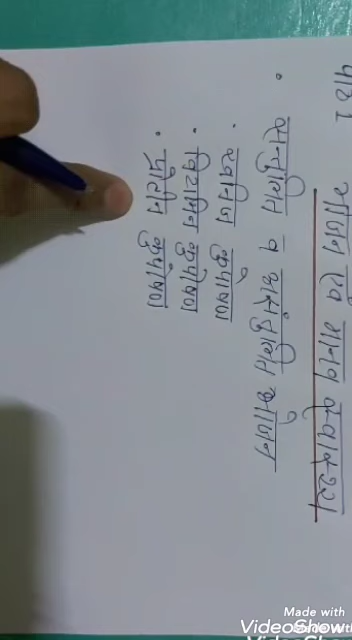 पाठ 1 भोजन एवं मानव स्वास्थ्य
• सन्तुलित व असंतुलित भोजन
• खनिज कुपोषण
• विटामिन कुपोषण
• प्रोटीन कुपोषण
Made with
VideoShow